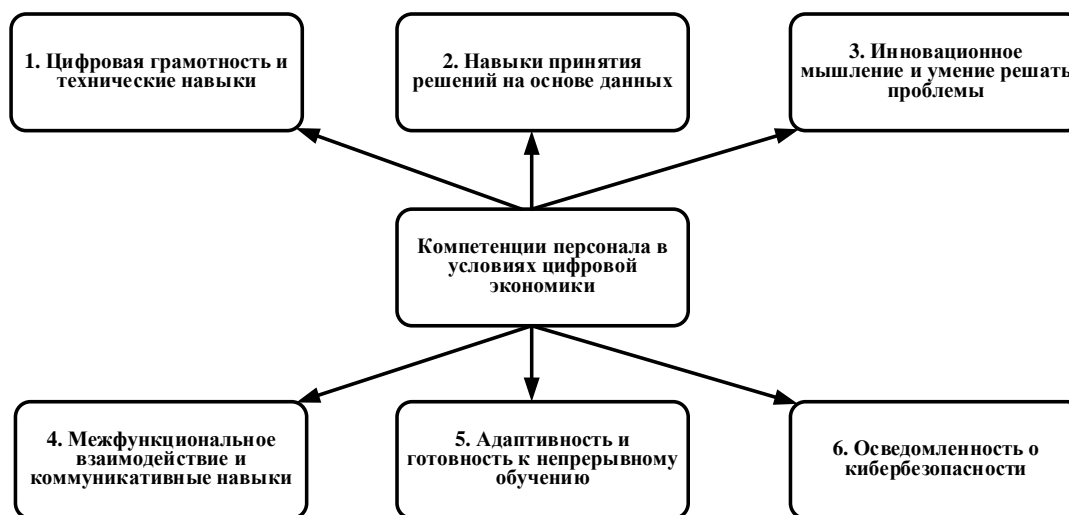 1. Цифровая грамотность и
технические навыки
2. Навыки принятия
решений на основе данных
3. Инновационное
мышление и умение решать
проблемы
Компетенции персонала в
условиях цифровой
экономики
4. Межфункциональное
взаимодействие и
коммуникативные навыки
5. Адаптивность и
готовность к непрерывному
обучению
6. Осведомленность о
кибербезопасности